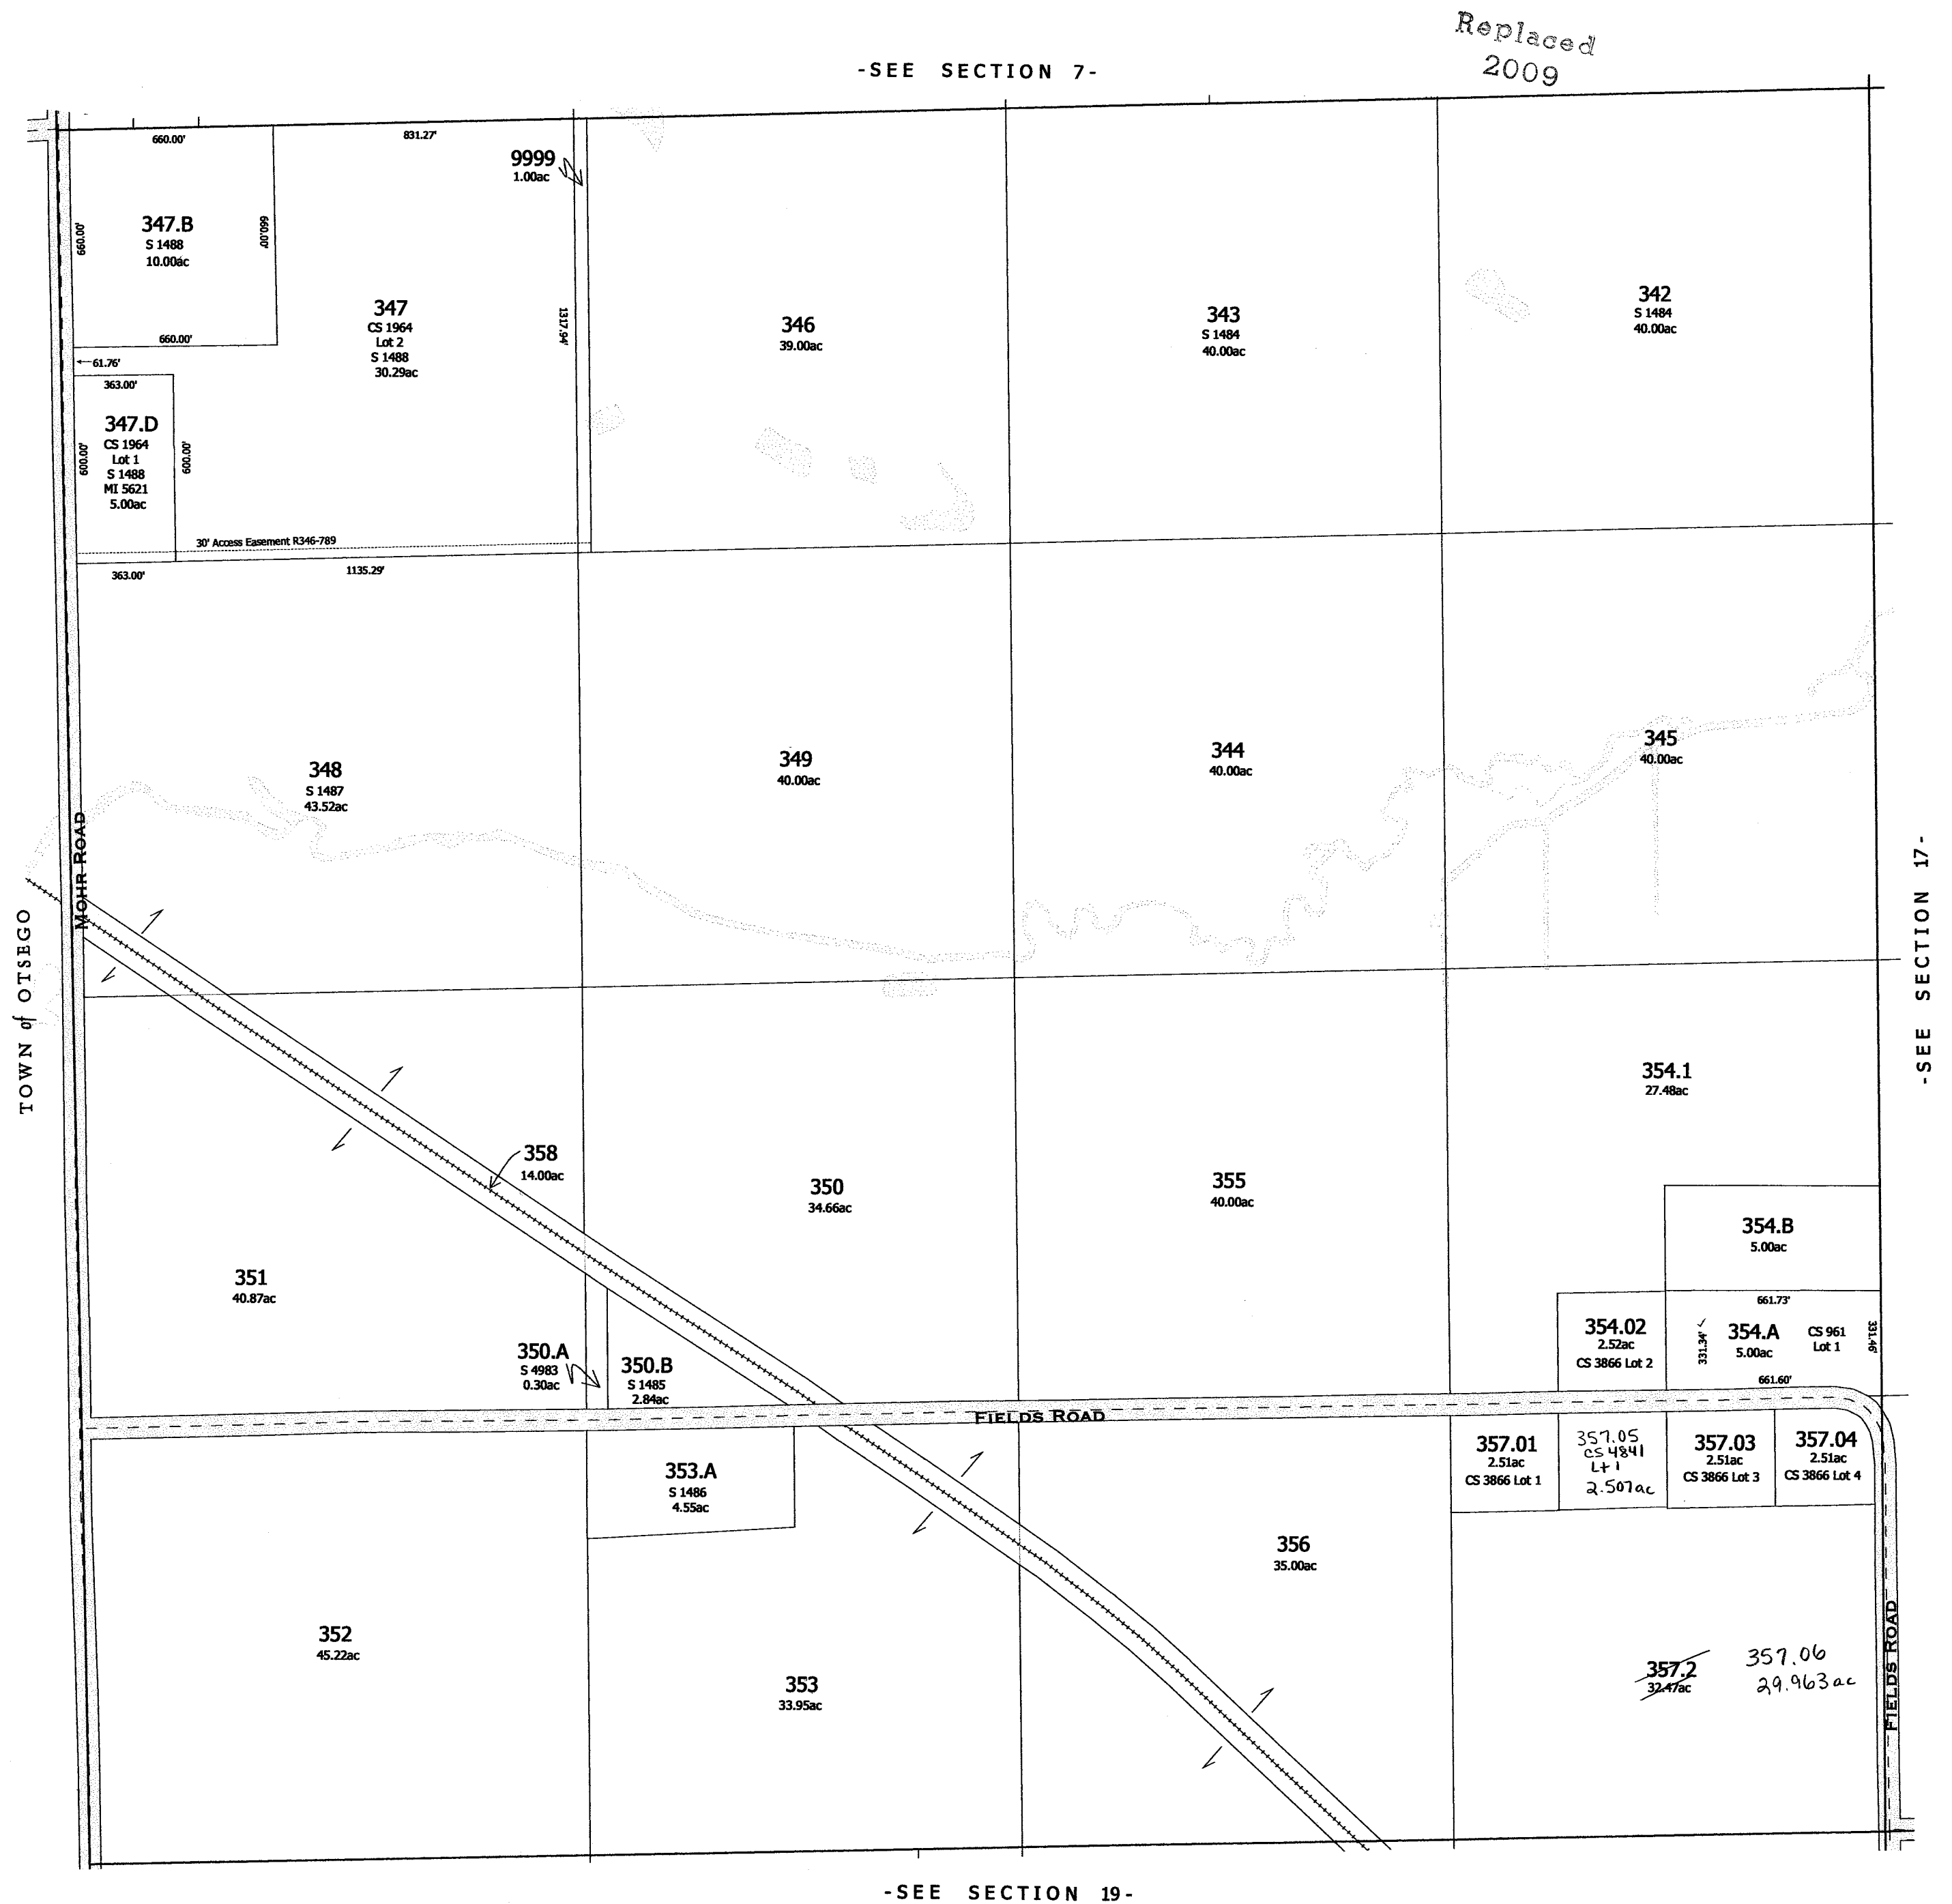 Replaced
2009
-SEE SECTION 7-
660.00'
831.27'
9999
1.00ac
660.00'
347.B
S 1488
10.00ac
660.00'
660.00'
347
CS 1964
Lot 2
S 1488
30.29ac
1317.94'
346
39.00ac
343
S 1484
40.00ac
342
S 1484
40.00ac
61.76'
363.00'
347.D
CS 1964
Lot 1
S 1488
MI 5621
5.00ac
600.00'
600.00'
30' Access Easement R346-789
363.00'
1135.29'
348
S 1487
43.52ac
349
40.00ac
344
40.00ac
345
40.00ac
MOHR ROAD
TOWN of OTSEGO
-SEE SECTION 17-
354.1
27.48ac
358
14.00ac
350
34.66ac
355
40.00ac
354.B
5.00ac
351
40.87ac
661.73'
354.02
2.52ac
CS 3866 Lot 2
331.34'
354.A
5.00ac
CS 961
Lot 1
331.46'
661.60'
350.A
S 4983
0.30ac
350.B
S 1485
2.84ac
FIELDS ROAD
353.A
S 1486
4.55ac
357.01
2.51ac
CS 3866 Lot 1
357.05
CS 4841
Lt 1
2.507ac
357.03
2.51ac
CS 3866 Lot 3
357.04
2.51ac
CS 3866 Lot 4
356
35.00ac
352
45.22ac
353
33.95ac
357.2
32.47ac
357.06
29.963ac
FIELDS ROAD
-SEE SECTION 19-